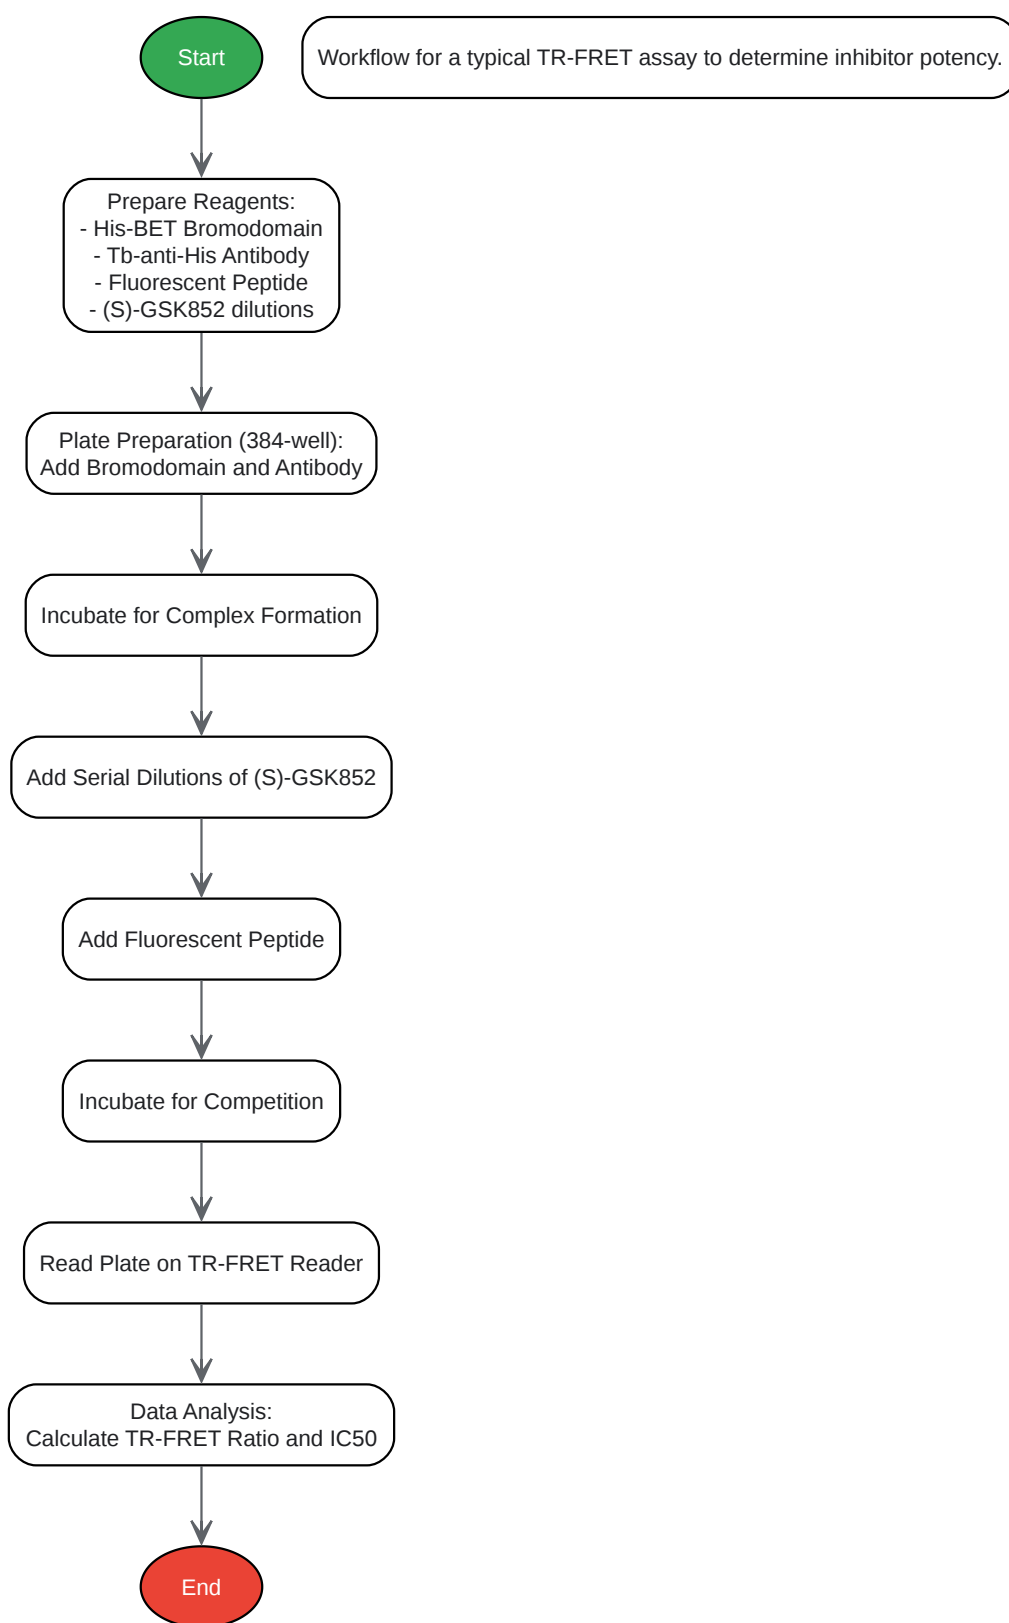 Start
Workflow for a typical TR-FRET assay to determine inhibitor potency.
Prepare Reagents:
- His-BET Bromodomain
- Tb-anti-His Antibody
- Fluorescent Peptide
- (S)-GSK852 dilutions
Plate Preparation (384-well):
Add Bromodomain and Antibody
Incubate for Complex Formation
Add Serial Dilutions of (S)-GSK852
Add Fluorescent Peptide
Incubate for Competition
Read Plate on TR-FRET Reader
Data Analysis:
Calculate TR-FRET Ratio and IC50
End